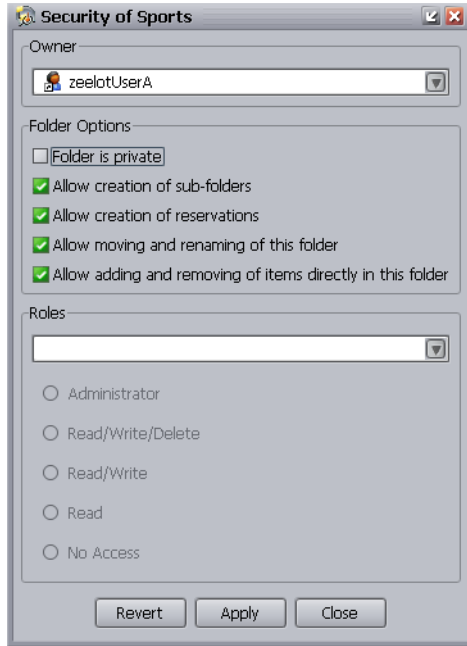 Security of Sports
Owner
zeelotUserA
Folder Options
Folder is private
Allow creation of sub-folders
Allow creation of reservations
Allow moving and renaming of this folder
Allow adding and removing of items directly in this folder
Roles
Administrator
Read/Write/Delete
Read/Write
Read
No Access
Revert Apply Close